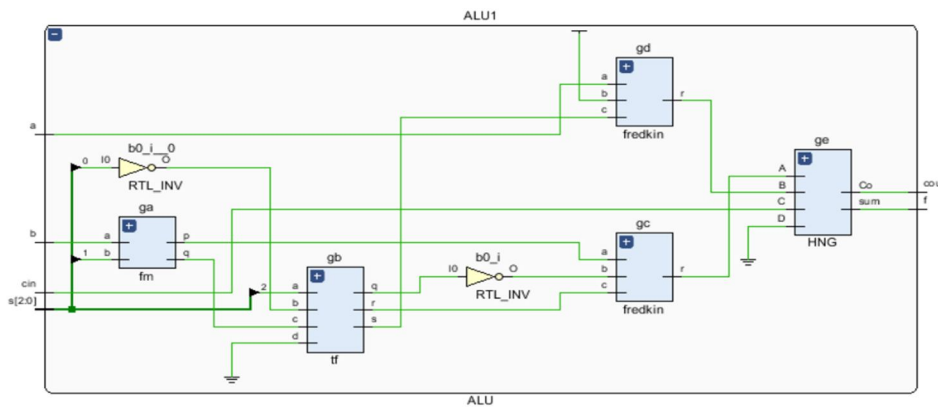 ALU1
gd
a
b
c
r
fredkin
a
0
b0_i__0
I0
O
RTL_INV
ge
A
B
C
D
Co
sum
HNG
f
ga
b
a
b
p
q
1
fm
gc
a
b
c
r
fredkin
gb
2
a
b
c
d
q
r
s
tf
b0_i
I0
O
RTL_INV
cin
s[2:0]
ALU